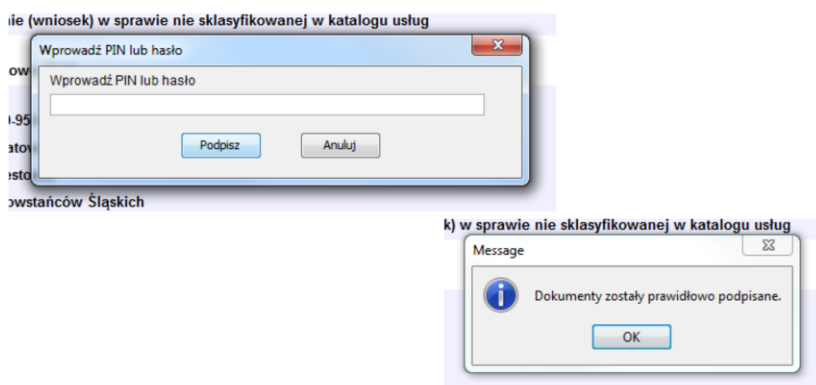 nie (wniosek) w sprawie nie sklasyfikowanej w katalogu usług
Wprowadź PIN lub hasło
Wprowadź PIN lub hasło
Podpisz Anuluj
owstańców Śląskich
k) w sprawie nie sklasyfikowanej w katalogu usług
Message
Dokumenty zostały prawidłowo podpisane.
OK